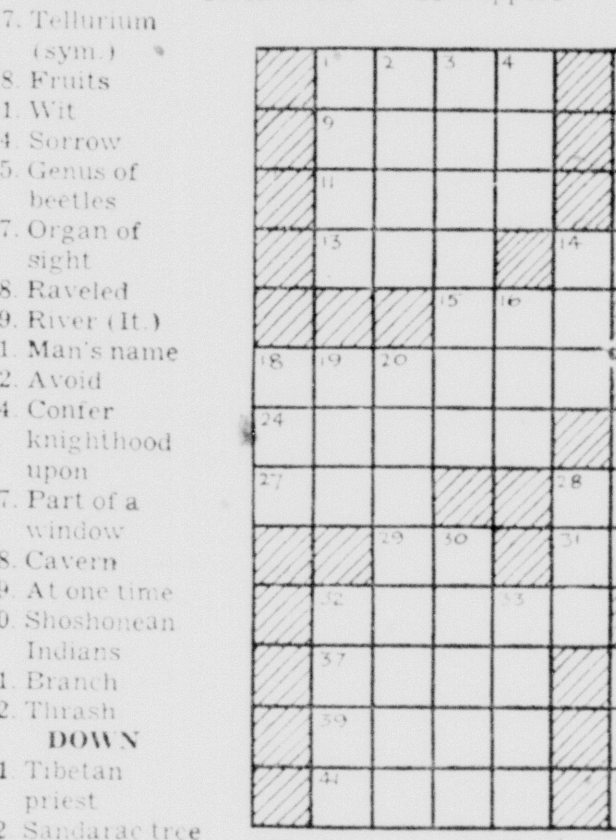 7. Tellurium
(sym.)
8. Fruits
1. Wit
4. Sorrow
5. Genus of
beetles
7. Organ of
sight
8. Raveled
9. River (It.)
1. Man's name
2. Avoid
4. Confer
knighthood
upon
7. Part of a
window
8. Cavern
9. At one time
0. Shoshonean
Indians
1. Branch
2. Thrash
DOWN
1. Tibetan
priest
2 Sandarac tree
1 2 3 4
9
11
13 14
15 16
18 19 20
24
27 28
29 30 31
32 33
37
39
41